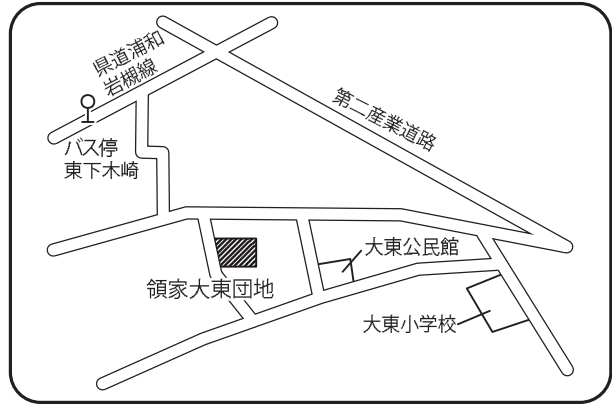 県道浦和
岩槻線
第二産業道路
バス停
東下木崎
大東公民館
領家大東団地
大東小学校